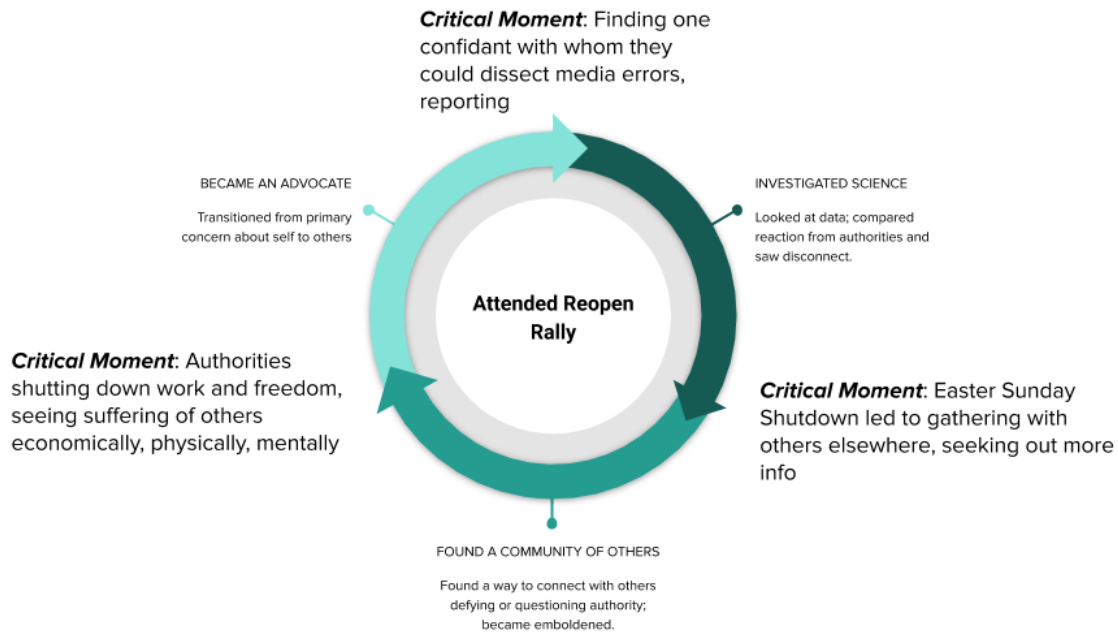 Critical Moment: Finding one
confidant with whom they
could dissect media errors,
reporting
BECAME AN ADVOCATE
Transitioned from primary
concern about self to others
INVESTIGATED SCIENCE
Looked at data; compared
reaction from authorities and
saw disconnect.
Attended Reopen
Rally
Critical Moment: Authorities
shutting down work and freedom,
seeing suffering of others
economically, physically, mentally
Critical Moment: Easter Sunday
Shutdown led to gathering with
others elsewhere, seeking out more
info
FOUND A COMMUNITY OF OTHERS
Found a way to connect with others
defying or questioning authority;
became emboldened.